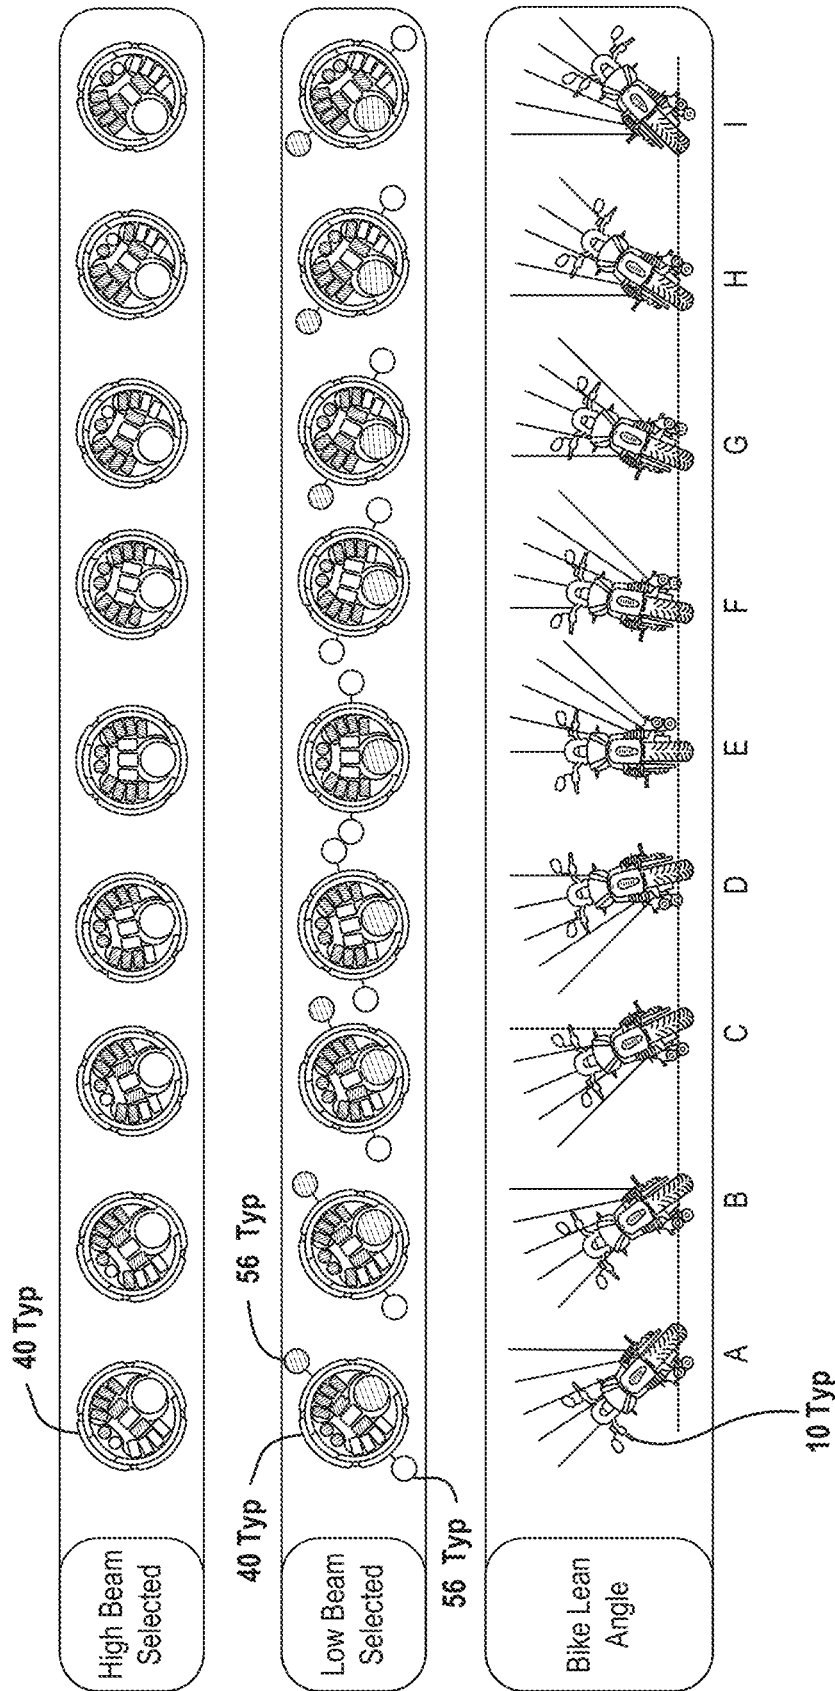 40 Typ
High Beam
Selected
56 Typ
40 Typ
Low Beam
Selected
56 Typ
Bike Lean
Angle
A B C D E F G H I
10 Typ